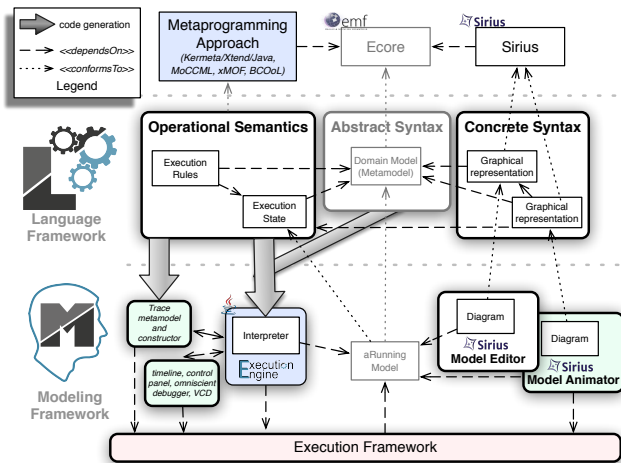 code generation
<<dependsOn>
<<conformsTo>>
Legend
Metaprogramming
Approach
(Kermeta/Xtend/Java,
MoCCML, xMOF, BCOoL)
emf
Ecore
Sirius
Sirius
Operational Semantics
Execution
Rules
Execution
State
Abstract Syntax
Domain Model
(Metamodel)
Concrete Syntax
Graphical
representation
Graphical
representation
L
Language
Framework
Trace
metamodel
and
constructor
timeline, control
panel, omniscient
debugger, VCD
Java
Interpreter
Execution
Engine
aRunning
Model
Diagram
Sirius
Model Editor
Diagram
Sirius
Model Animator
M
Modeling
Framework
Execution Framework